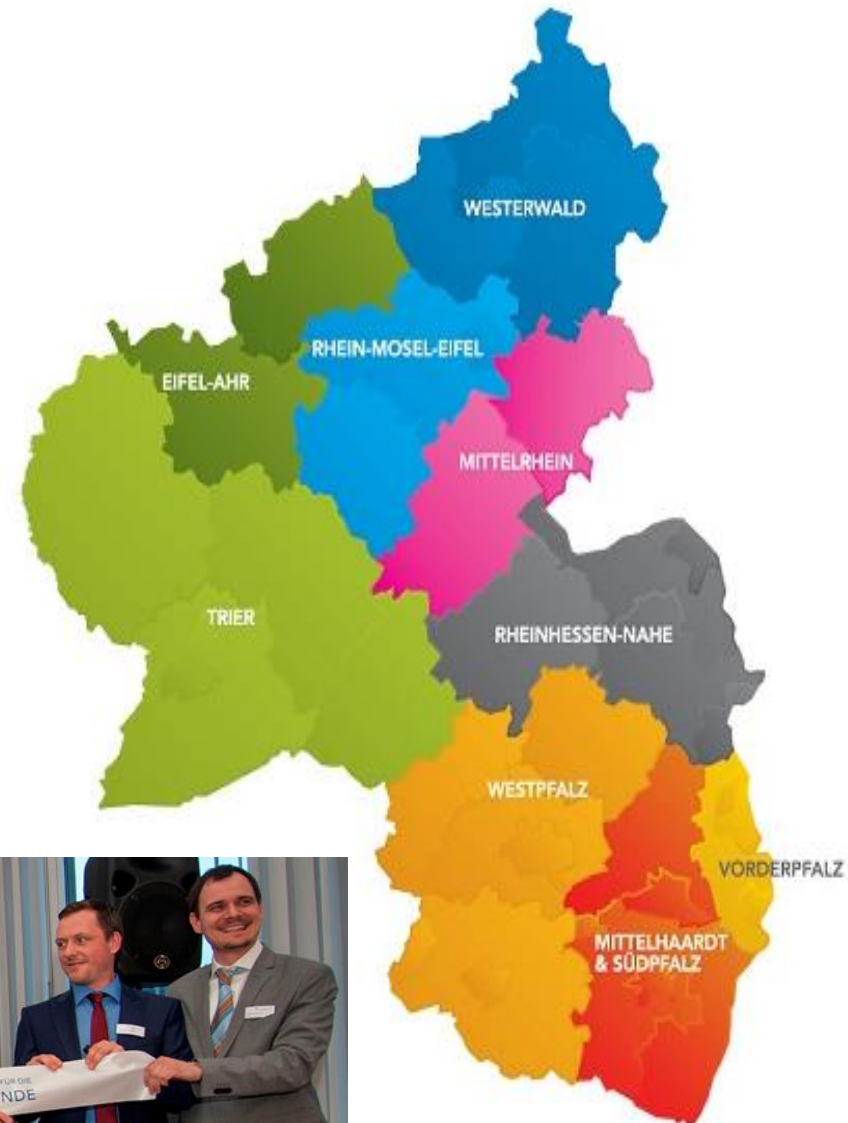 WESTERWALD
RHEIN-MOSEL-EIFEL
EIFEL-AHR
MITTELRHEIN
TRIER
RHEINHESSEN-NAHE
WESTPFALZ
VORDERPFALZ
MITTELHAARDT
& SÜDPFALZ
FÜR DIE
NDE